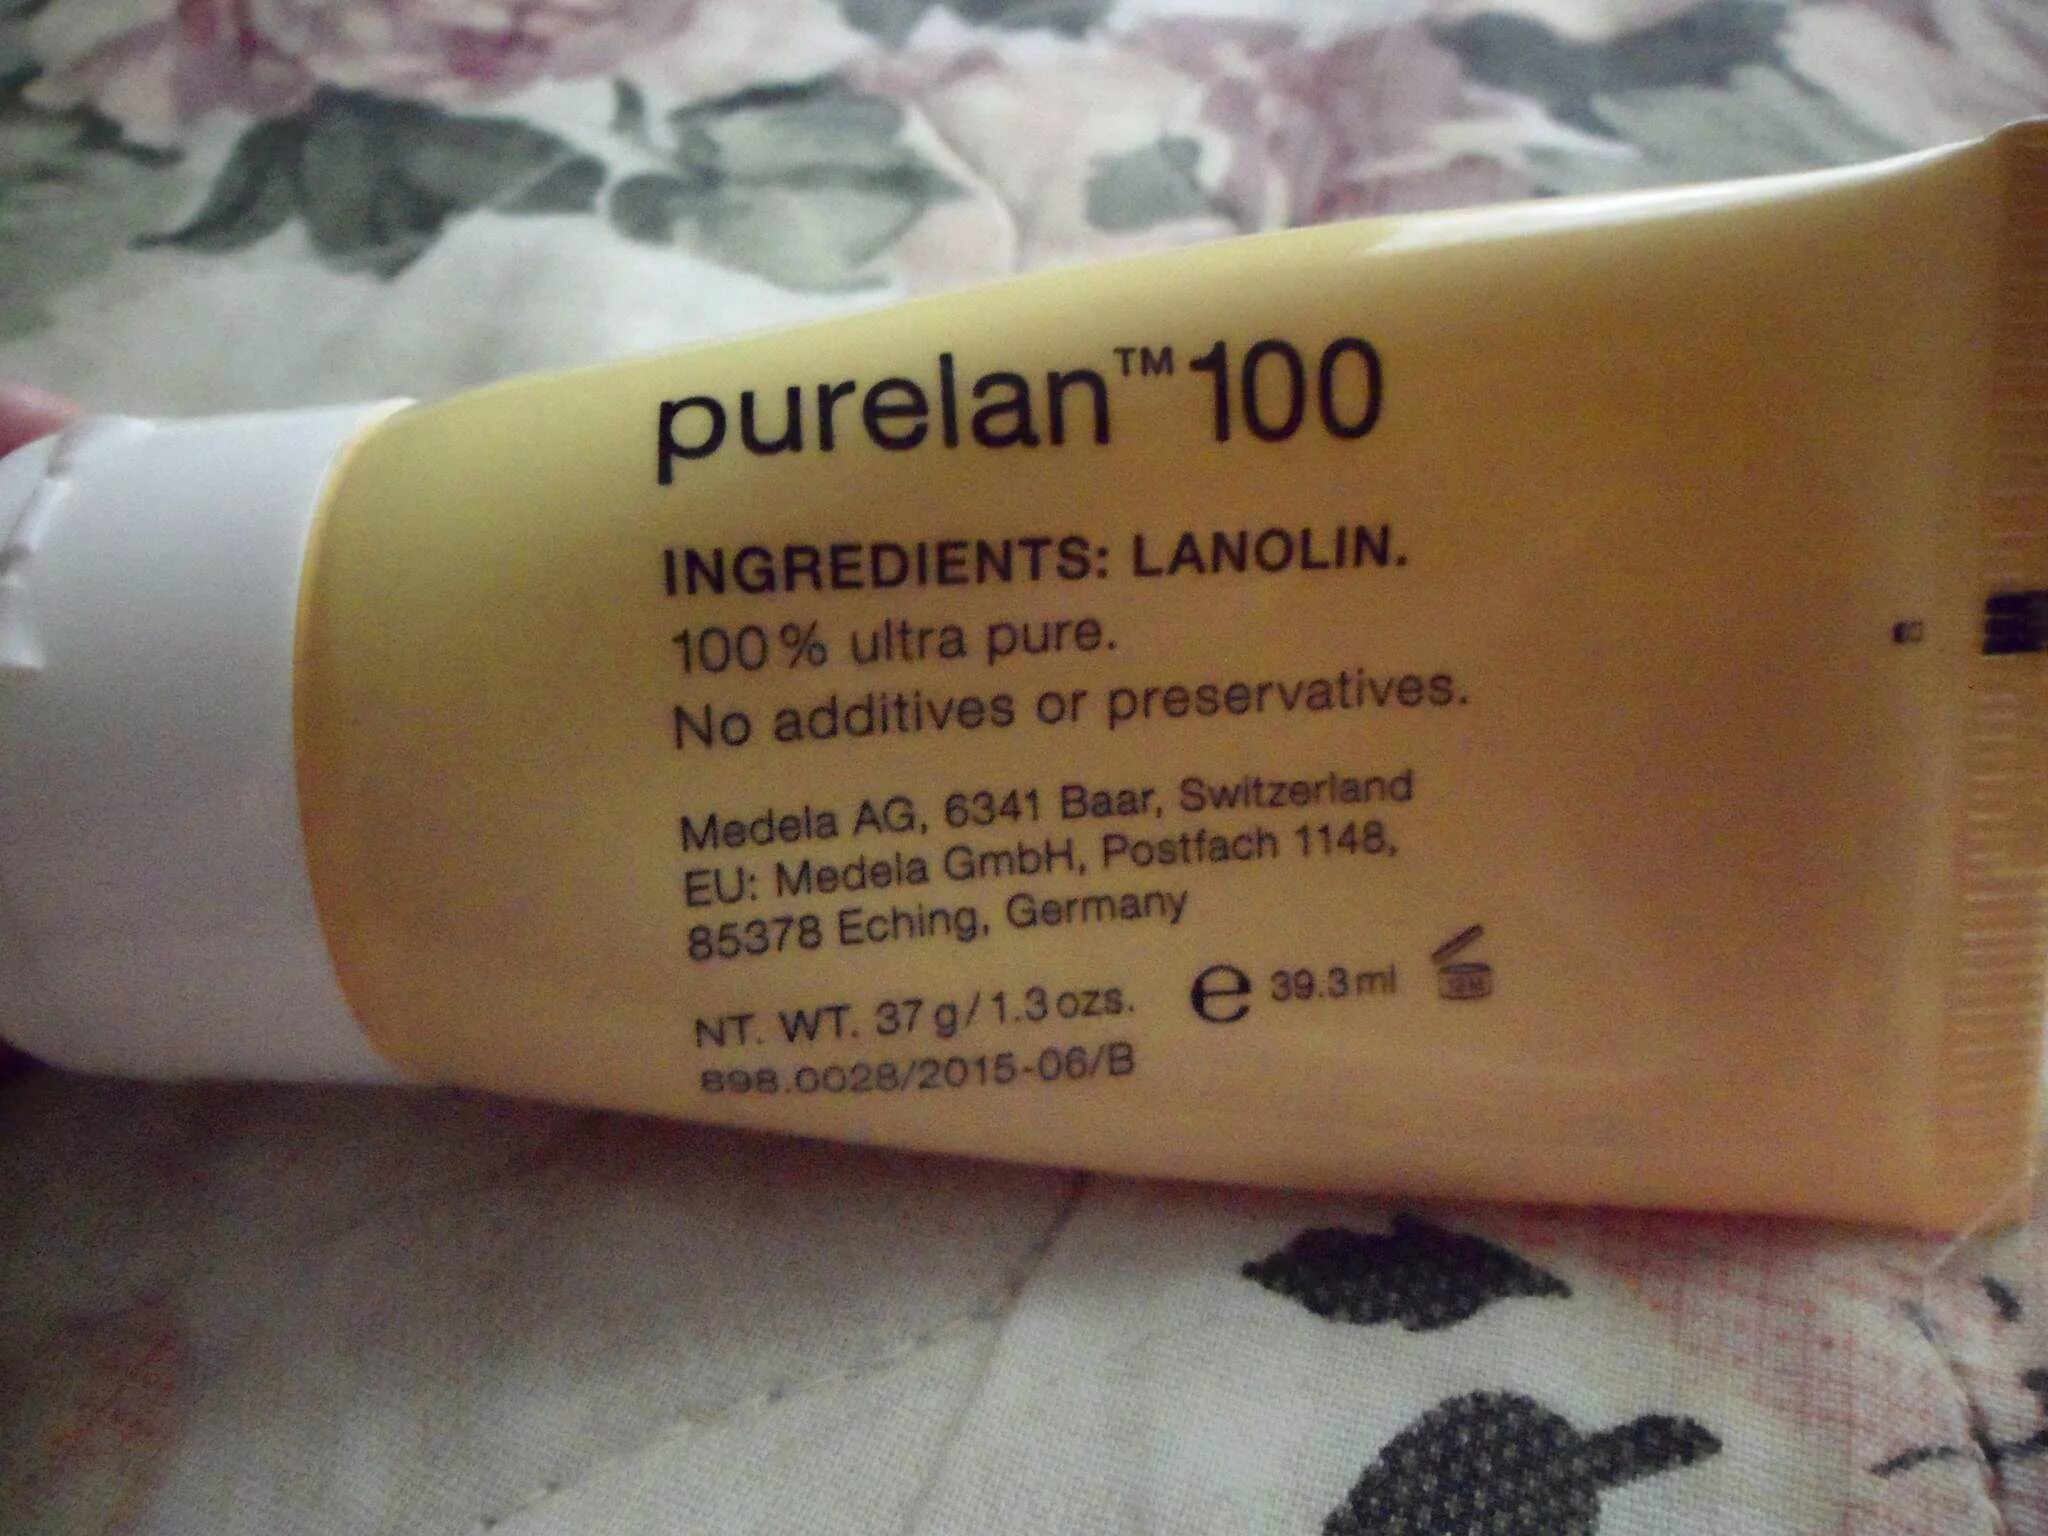 purelan™ 100
INGREDIENTS: LANOLIN.
100% ultra pure.
No additives or preservatives.
Medela AG, 6341 Baar, Switzerland
EU: Medela GmbH, Postfach 1148,
85378 Eching, Germany
NT. WT. 37 g/1.3 ozs. e 39.3 ml
898.0028/2015-06/B